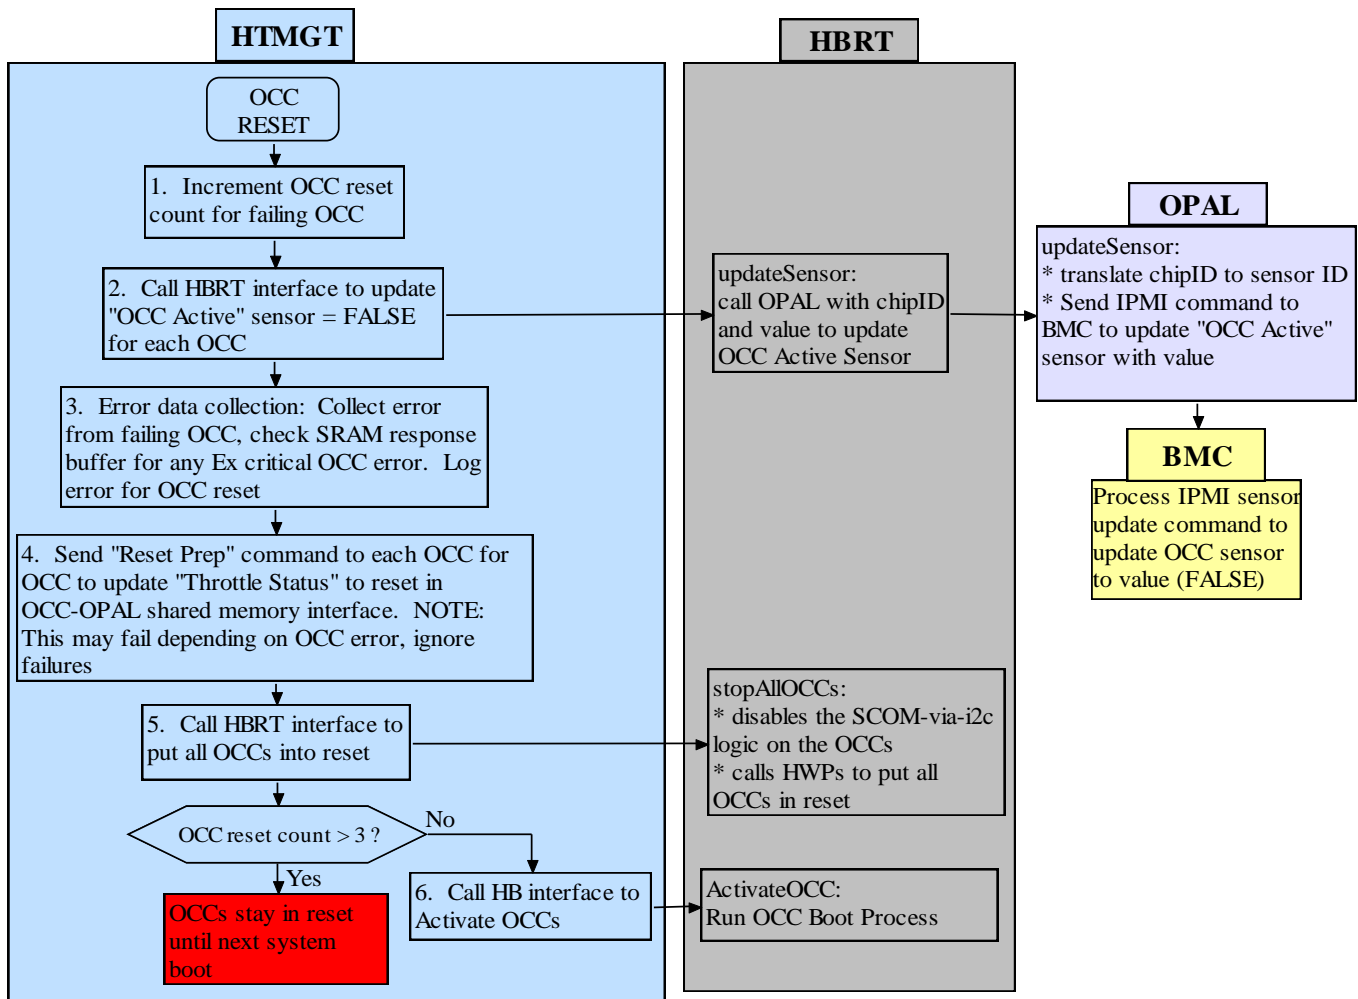 HTMGT
HBRT
OCC
RESET
1.  Increment OCC reset
count for failing OCC
OPAL
2.  Call HBRT interface to update
"OCC Active" sensor = FALSE
for each OCC
updateSensor:
call OPAL with chipID
and value to update
OCC Active Sensor
updateSensor:
* translate chipID to sensor ID
* Send IPMI command to
BMC to update "OCC Active"
sensor with value
3.  Error data collection:  Collect error
from failing OCC, check SRAM response
buffer for any Ex critical OCC error.  Log
error for OCC reset
BMC
Process IPMI sensor
update command to
update OCC sensor
to value (FALSE)
4.  Send "Reset Prep" command to each OCC for
OCC to update "Throttle Status" to reset in
OCC-OPAL shared memory interface.  NOTE:
This may fail depending on OCC error, ignore
failures
5.  Call HBRT interface to
put all OCCs into reset
stopAllOCCs:
* disables the SCOM-via-i2c
logic on the OCCs
* calls HWPs to put all
OCCs in reset
OCC reset count > 3 ?
No
Yes
6.  Call HB interface to
Activate OCCs
ActivateOCC:
Run OCC Boot Process
OCCs stay in reset
until next system
boot